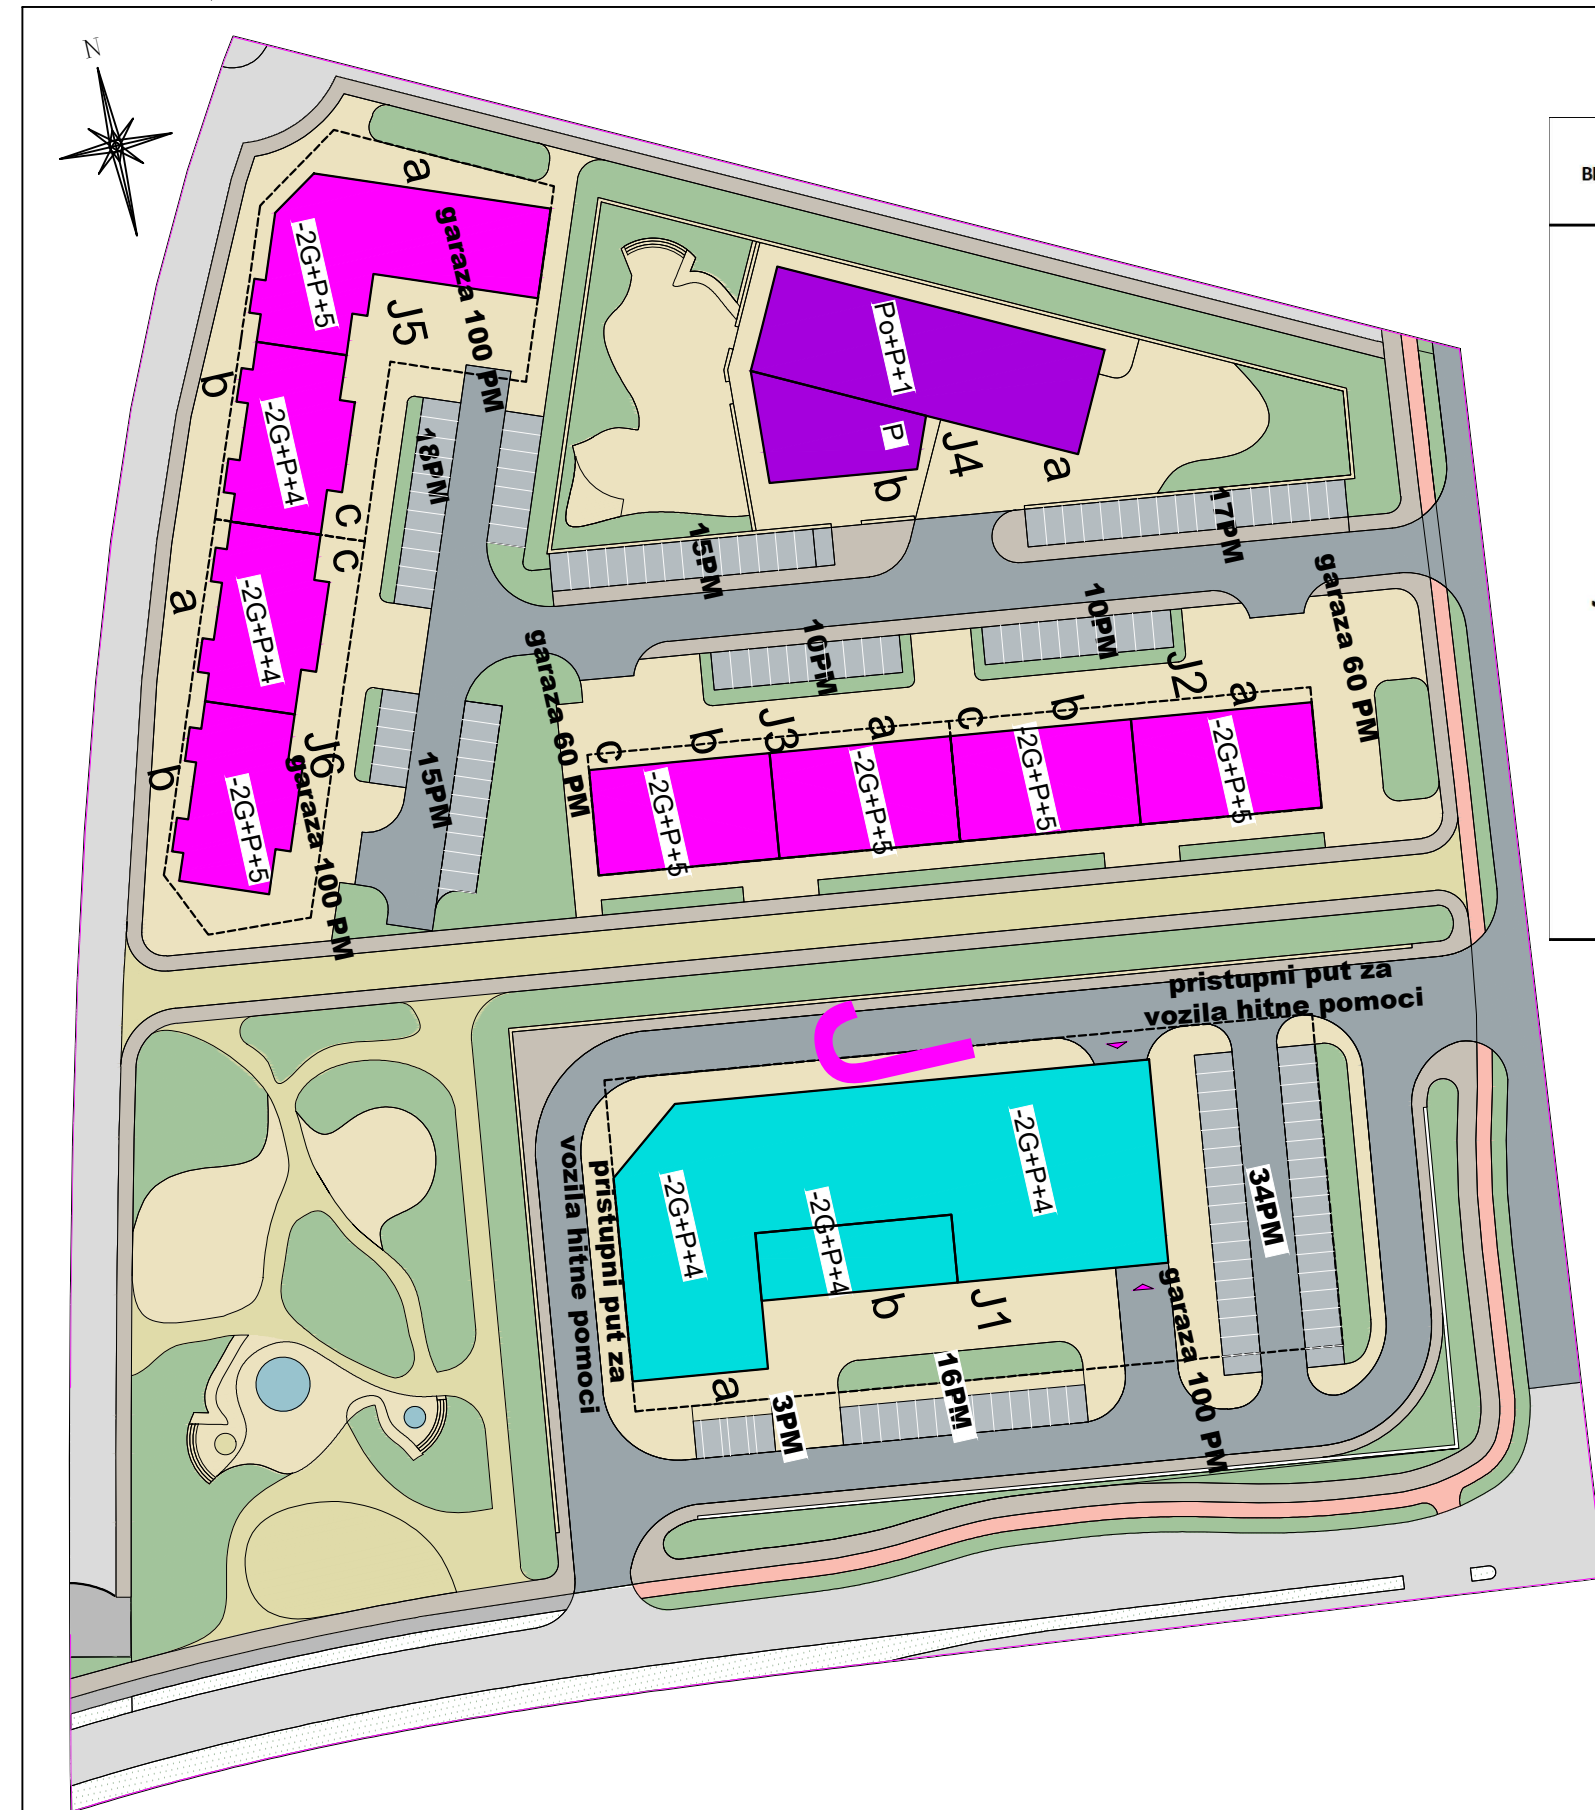 N
BI
a
garaza 100 PM
-2G+P+5
J5
b
-2G+P+4
18PM
c
c
a
-2G+P+4
b
-2G+P+5
J6
garaza 100 PM
15PM
Po+P+1
P
J4
a
b
15PM
17PM
10PM
10PM
garaza 60 PM
garaza 60 PM
J2
a
b
c
J3
a
b
c
-2G+P+5
-2G+P+5
-2G+P+5
-2G+P+5
pristupni put za
vozila hitne pomoci
-2G+P+4
-2G+P+4
-2G+P+4
34PM
pristupni put za
vozila hitne pomoci
b
J1
a
garaza 100 PM
16PM
3PM